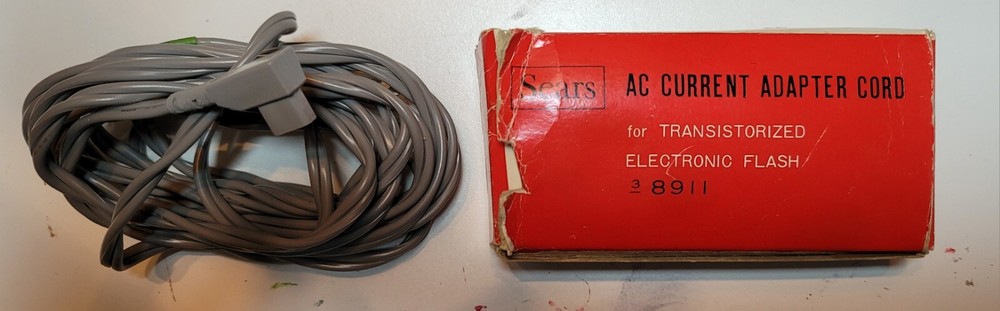 Sears
AC CURRENT ADAPTER CORD
for TRANSISTORIZED
ELECTRONIC FLASH
3 8911